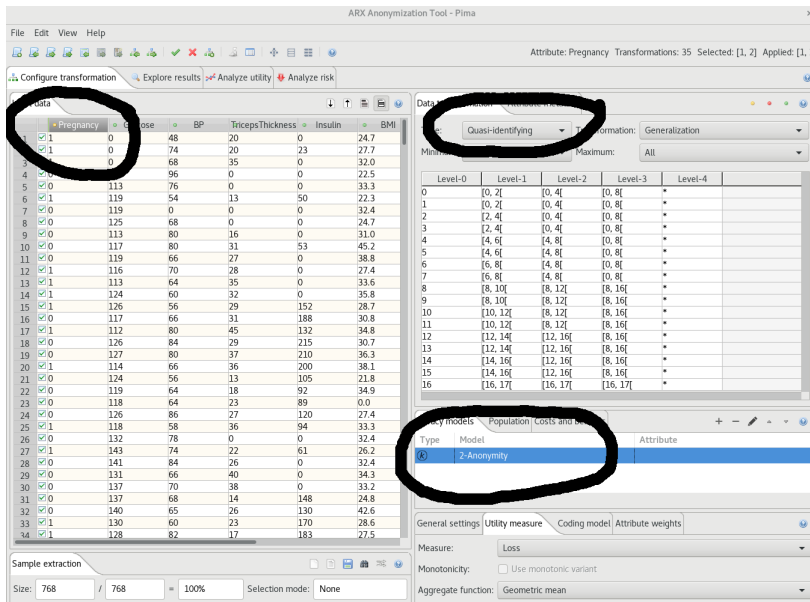 ARX Anonymization Tool - Pima
File Edit View Help
Attribute: Pregnancy Transformations: 35 Selected: [1, 2] Applied: [1,
Configure transformation Explore results Analyze utility Analyze risk
data
Pregnancy BP TricepsThickness Insulin BMI
1 0 48 20 0 24.7
2 1 0 74 20 23 27.7
3 0 68 35 0 32.0
4 0 96 0 0 22.5
5 0 113 76 0 0 33.3
6 1 119 54 13 50 22.3
7 0 119 0 0 0 32.4
8 0 125 68 0 0 24.7
9 0 113 80 16 0 31.0
10 0 117 80 31 53 45.2
11 0 119 66 27 0 38.8
12 1 116 70 28 0 27.4
13 1 113 64 35 0 33.6
14 1 124 60 32 0 35.8
15 1 126 56 29 152 28.7
16 0 117 66 31 188 30.8
17 1 112 80 45 132 34.8
18 0 126 84 29 215 30.7
19 0 127 80 37 210 36.3
20 1 114 66 36 200 38.1
21 0 124 56 13 105 21.8
22 0 119 64 18 92 34.9
23 0 118 64 23 89 0.0
24 0 126 86 27 120 27.4
25 1 118 58 36 94 33.3
26 0 132 78 0 0 32.4
27 1 143 74 22 61 26.2
28 0 141 84 26 0 32.4
29 0 131 66 40 0 34.3
30 0 137 70 38 0 33.2
31 0 137 68 14 148 24.8
32 0 140 65 26 130 42.6
33 1 130 60 23 170 28.6
34 1 128 82 17 183 27.5
Sample extraction
Size: 768 / 768 = 100% Selection mode: None
Data
Quasi-identifying Transformation: Generalization
Minimum Maximum: All
Level-0 Level-1 Level-2 Level-3 Level-4
0 [0, 2[ [0, 4[ [0, 8[ *
1 [0, 2[ [0, 4[ [0, 8[ *
2 [2, 4[ [0, 4[ [0, 8[ *
3 [2, 4[ [0, 4[ [0, 8[ *
4 [4, 6[ [4, 8[ [0, 8[ *
5 [4, 6[ [4, 8[ [0, 8[ *
6 [6, 8[ [4, 8[ [0, 8[ *
7 [6, 8[ [4, 8[ [0, 8[ *
8 [8, 10[ [8, 12[ [8, 16[ *
9 [8, 10[ [8, 12[ [8, 16[ *
10 [10, 12[ [8, 12[ [8, 16[ *
11 [10, 12[ [8, 12[ [8, 16[ *
12 [12, 14[ [12, 16[ [8, 16[ *
13 [12, 14[ [12, 16[ [8, 16[ *
14 [14, 16[ [12, 16[ [8, 16[ *
15 [14, 16[ [12, 16[ [8, 16[ *
16 [16, 17[ [16, 17[ [16, 17[ *
models Population Costs and
Type Model Attribute
2-Anonymity
General settings Utility measure Coding model Attribute weights
Measure: Loss
Monotonicity: Use monotonic variant
Aggregate function: Geometric mean